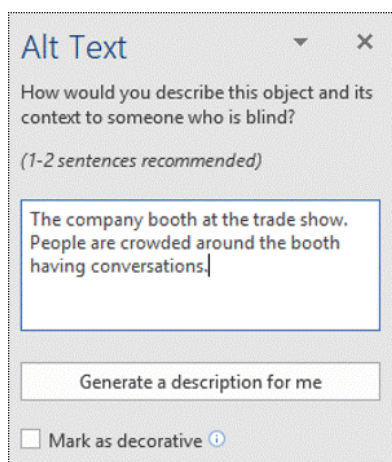 Alt Text
How would you describe this object and its
context to someone who is blind?
(1-2 sentences recommended)
The company booth at the trade show.
People are crowded around the booth
having conversations.
Generate a description for me
Mark as decorative